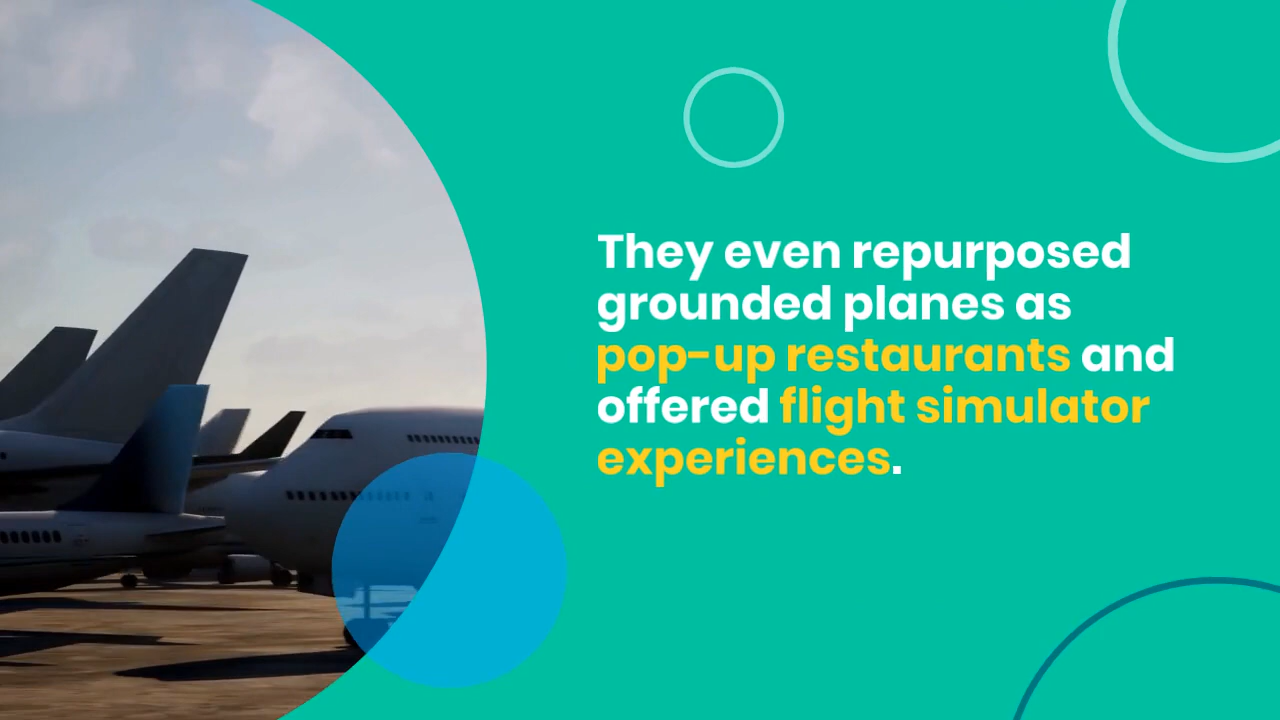 They even repurposed
grounded planes as
pop-up restaurants and
offered flight simulator
experiences.